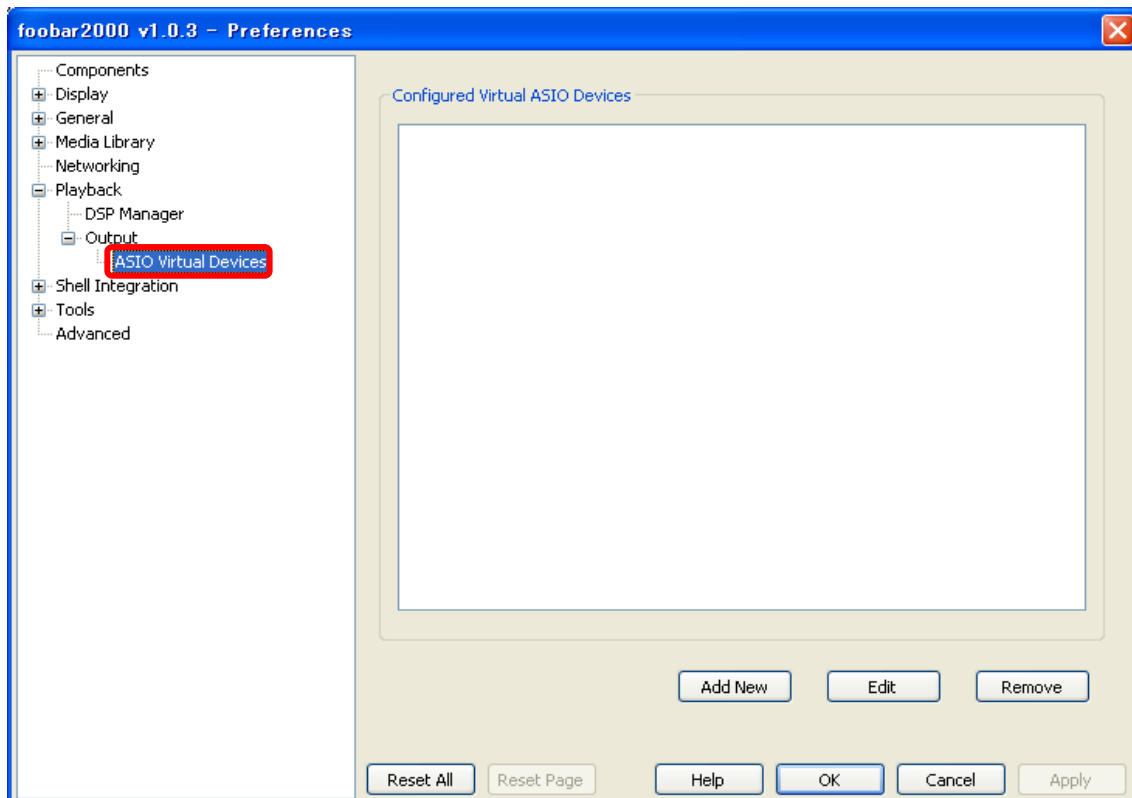 foobar2000 v1.0.3 - Preferences
Components
Display
General
Media Library
Networking
Playback
DSP Manager
Output
ASIO Virtual Devices
Shell Integration
Tools
Advanced
Configured Virtual ASIO Devices
Add New Edit Remove
Reset All Reset Page Help OK Cancel Apply